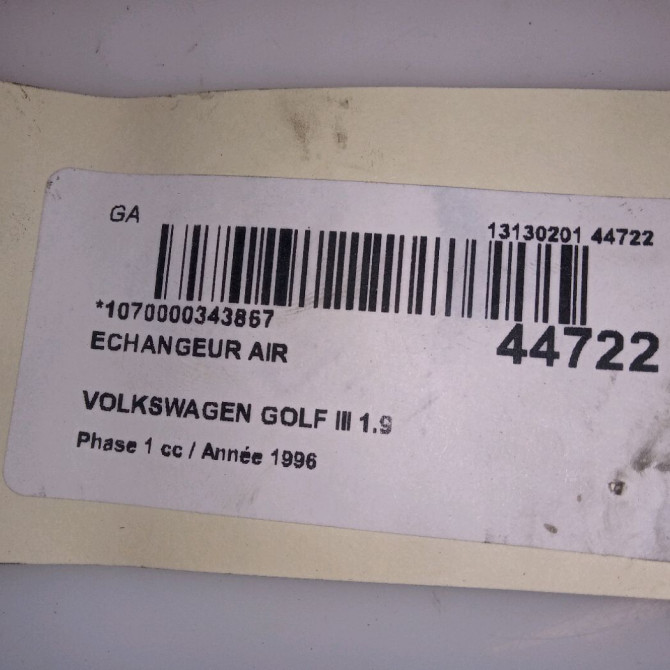 GA
13130201 44722
*1070000343867
44722
ECHANGEUR AIR
VOLKSWAGEN GOLF III 1.9
Phase 1 cc / Année 1996